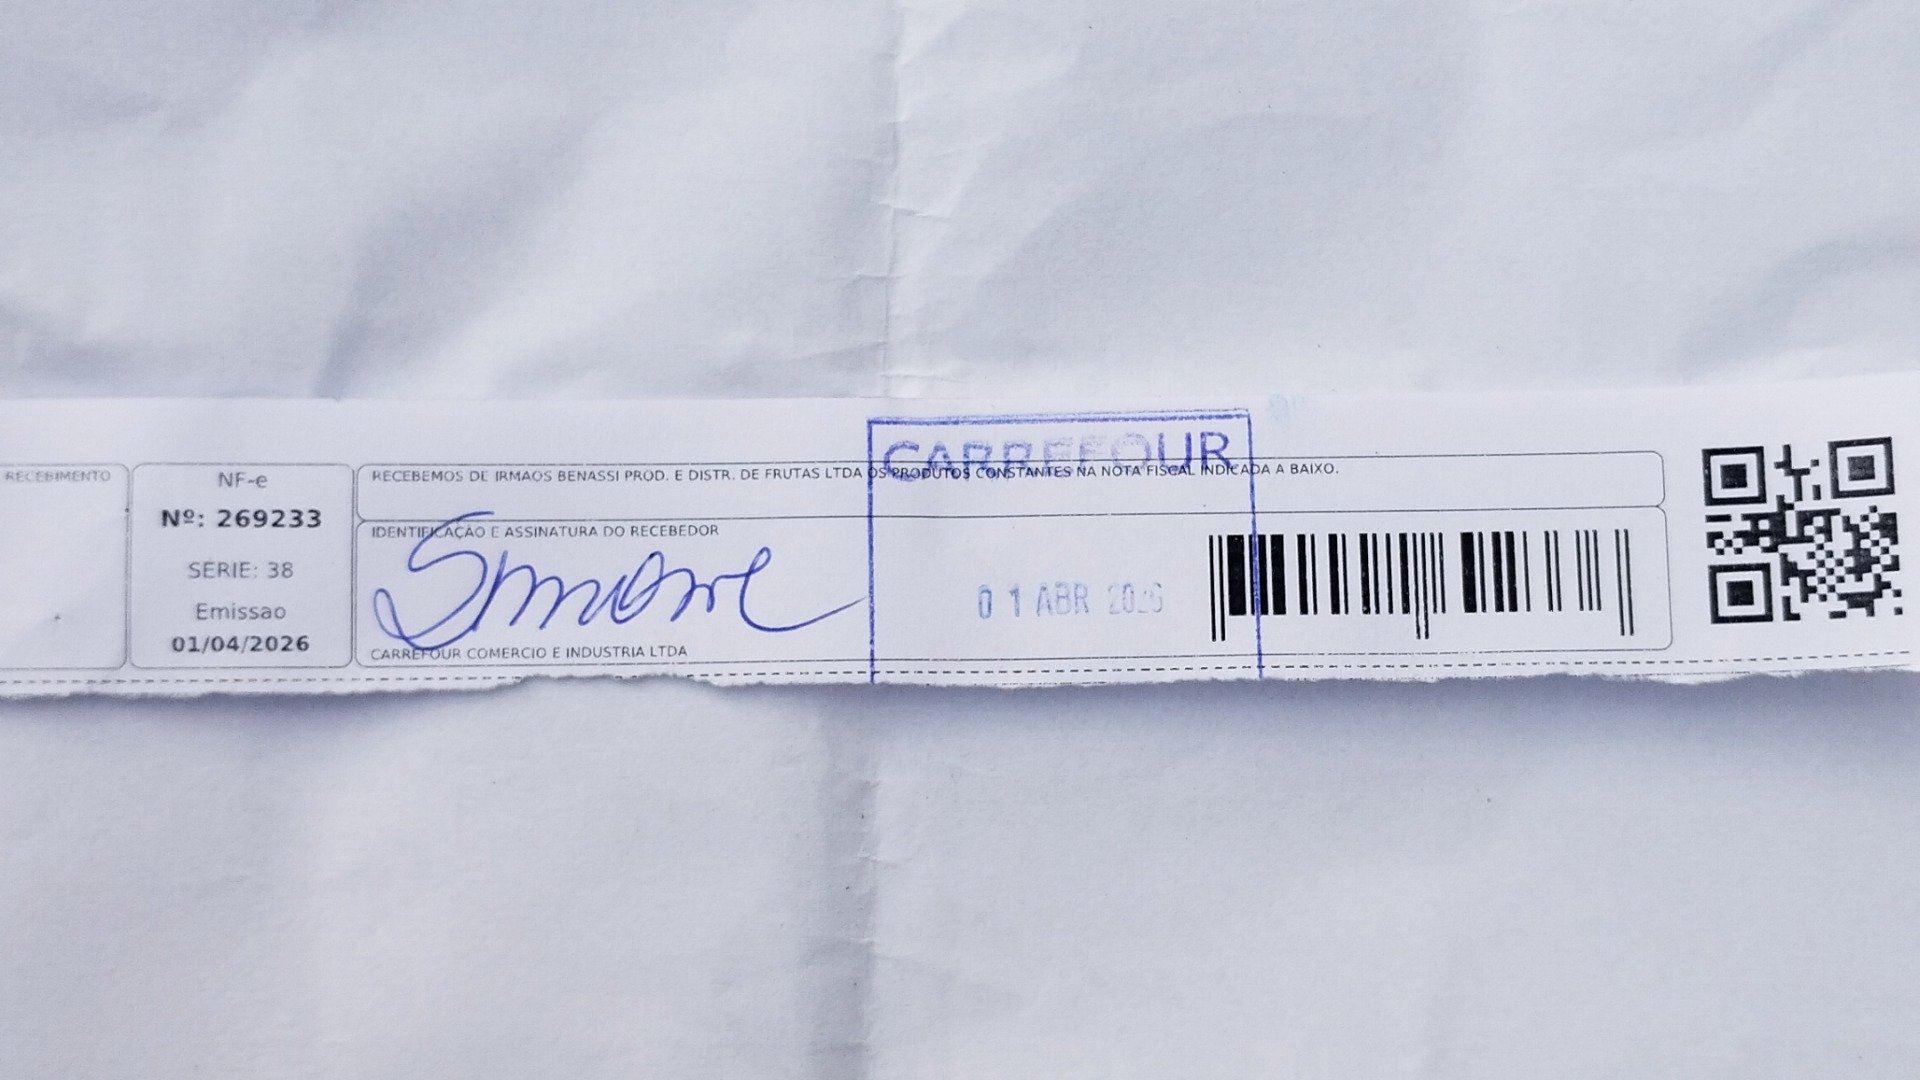 CARREFOUR
RECEBIMENTO
NF-e
Nº: 269233
SERIE: 38
Emissao
01/04/2026
RECEBEMOS DE IRMAOS BENASSI PROD. E DISTR. DE FRUTAS LTDA OS PRODUTOS CONSTANTES NA NOTA FISCAL INDICADA A BAIXO.
IDENTIFICAÇÃO E ASSINATURA DO RECEBEDOR
Simone
01 ABR 2026
CARREFOUR COMERCIO E INDUSTRIA LTDA